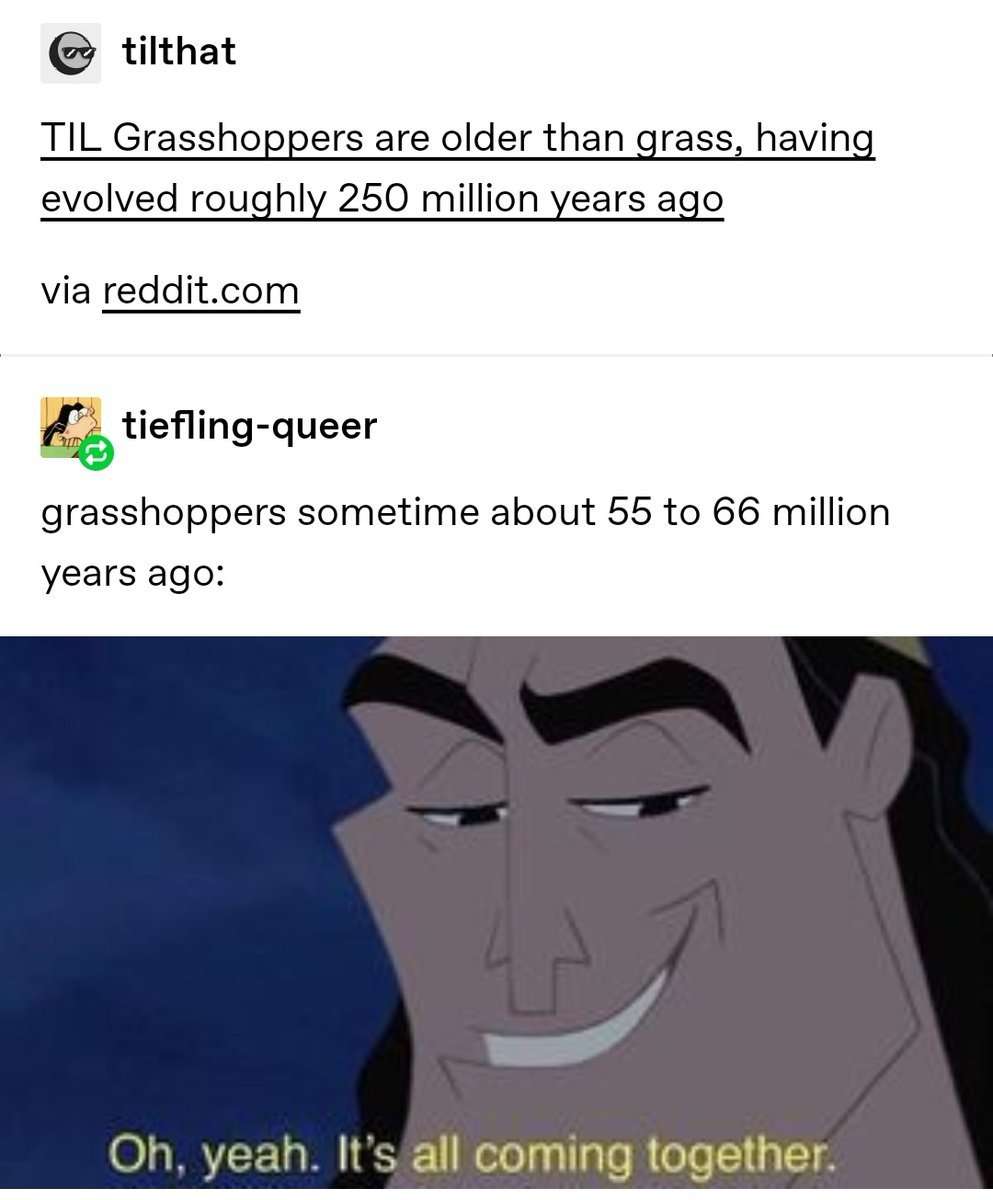 tilthat
TIL Grasshoppers are older than grass, having
evolved roughly 250 million years ago
via reddit.com
tiefling-queer
grasshoppers sometime about 55 to 66 million
years ago:
Oh, yeah. It's all coming together.